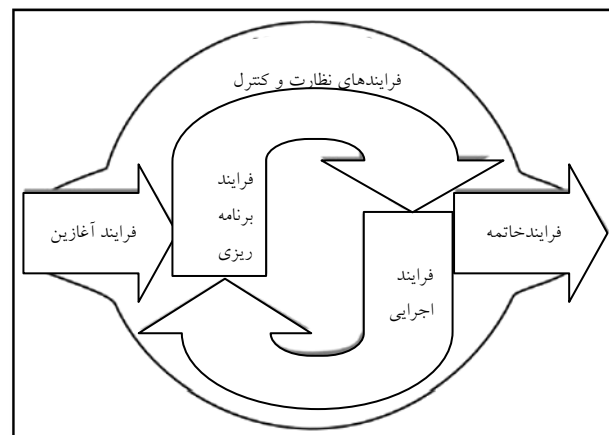 فرایندهای نظارت و کنترل
فرایند آغازین
فرایند
برنامه
ریزی
فرایند
اجرایی
فرایندخاتمه